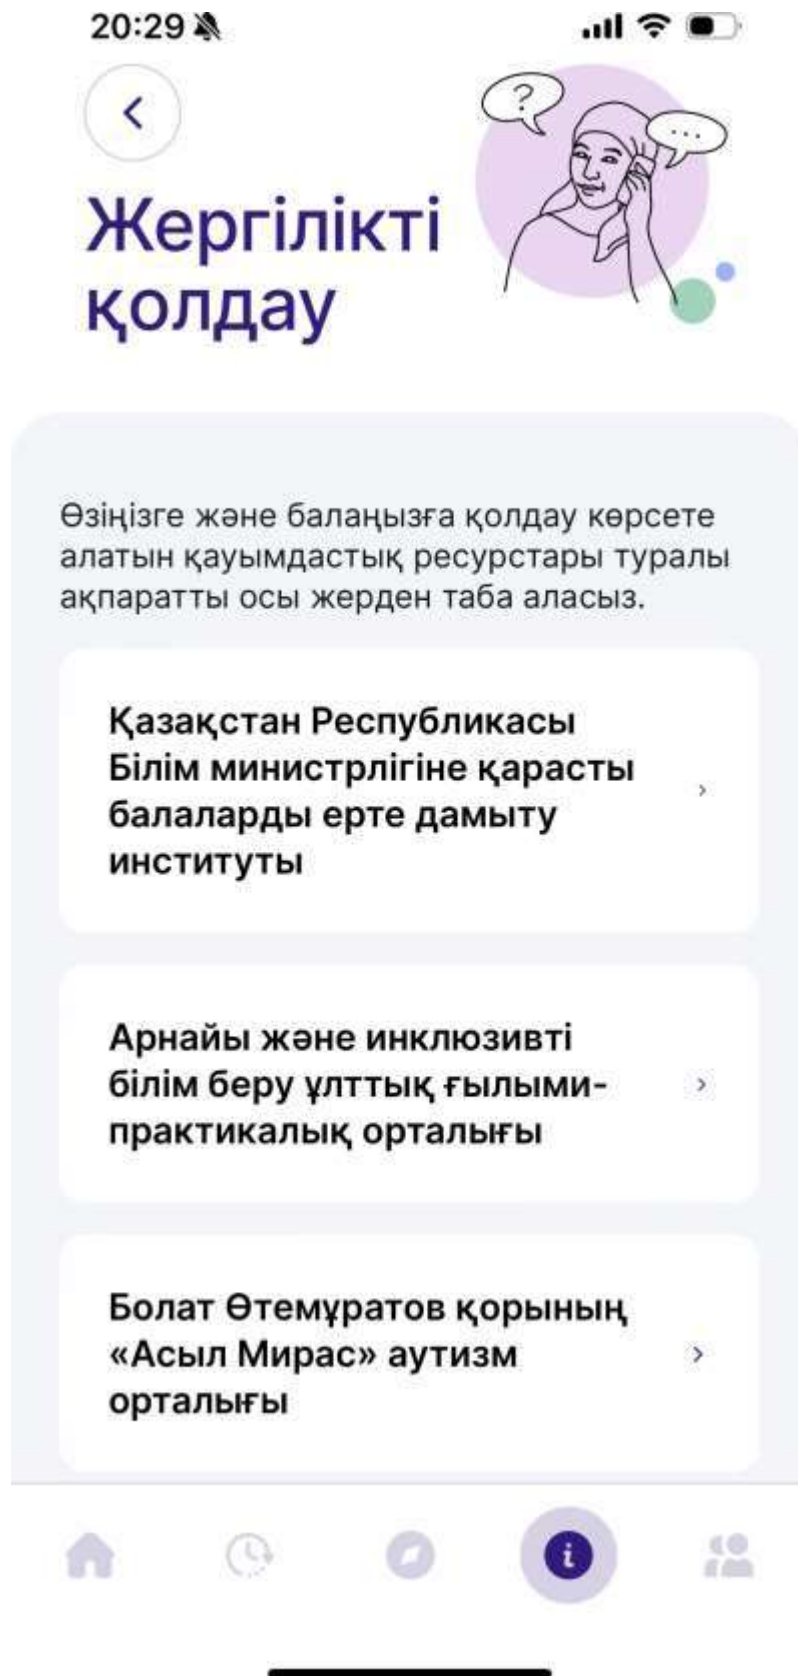 20:29
?
...
Жергілікті
қолдау
Өзіңізге және балаңызға қолдау көрсете
алатын қауымдастық ресурстары туралы
ақпаратты осы жерден таба аласыз.
Қазақстан Республикасы
Білім министрлігіне қарасты
балаларды ерте дамыту
институты
Арнайы және инклюзивті
білім беру ұлттық ғылыми-
практикалық орталығы
Болат Өтемұратов қорының
«Асыл Мирас» аутизм
орталығы
i